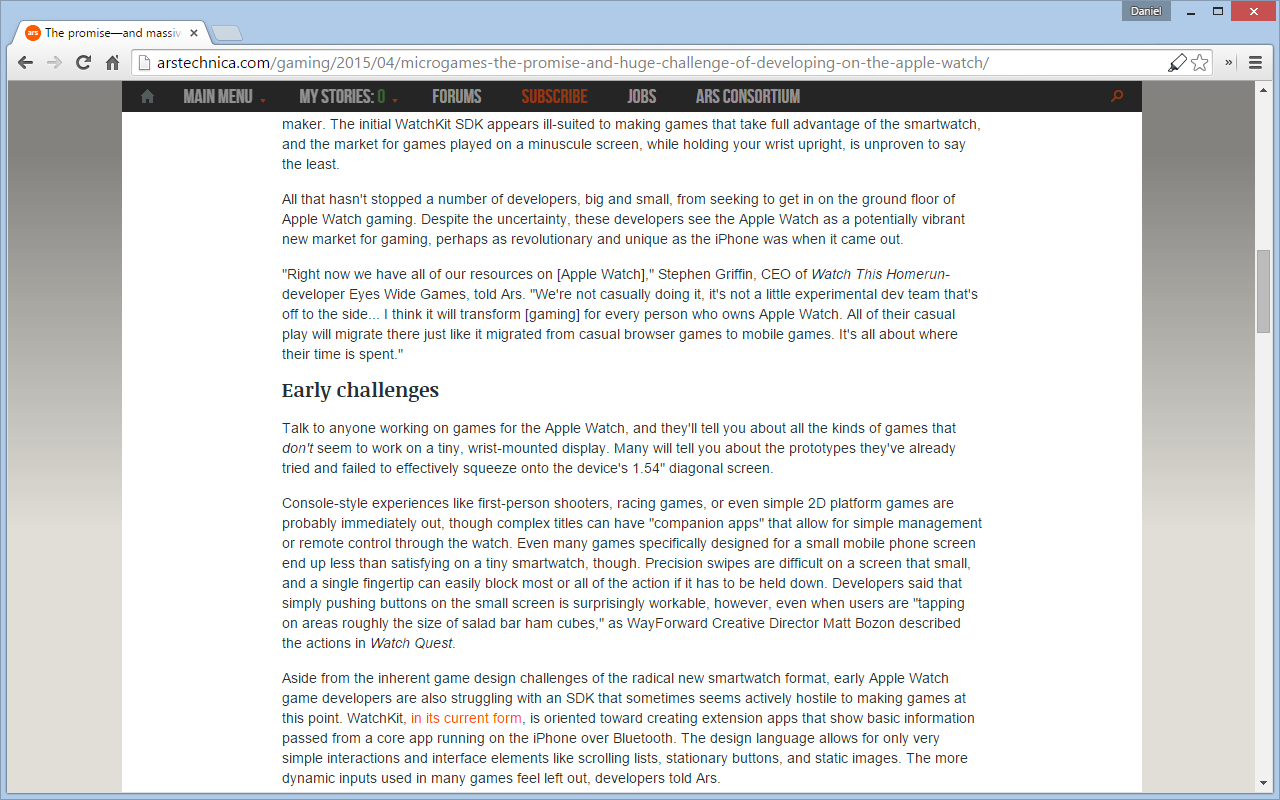 Daniel
ars The promise—and massiv
arstechnica.com/gaming/2015/04/microgames-the-promise-and-huge-challenge-of-developing-on-the-apple-watch/
MAIN MENU MY STORIES: 0 FORUMS SUBSCRIBE JOBS ARS CONSORTIUM
maker. The initial WatchKit SDK appears ill-suited to making games that take full advantage of the smartwatch,
and the market for games played on a minuscule screen, while holding your wrist upright, is unproven to say
the least.
All that hasn't stopped a number of developers, big and small, from seeking to get in on the ground floor of
Apple Watch gaming. Despite the uncertainty, these developers see the Apple Watch as a potentially vibrant
new market for gaming, perhaps as revolutionary and unique as the iPhone was when it came out.
"Right now we have all of our resources on [Apple Watch]," Stephen Griffin, CEO of Watch This Homerun-
developer Eyes Wide Games, told Ars. "We're not casually doing it, it's not a little experimental dev team that's
off to the side... I think it will transform [gaming] for every person who owns Apple Watch. All of their casual
play will migrate there just like it migrated from casual browser games to mobile games. It's all about where
their time is spent."
Early challenges
Talk to anyone working on games for the Apple Watch, and they'll tell you about all the kinds of games that
don't seem to work on a tiny, wrist-mounted display. Many will tell you about the prototypes they've already
tried and failed to effectively squeeze onto the device's 1.54" diagonal screen.
Console-style experiences like first-person shooters, racing games, or even simple 2D platform games are
probably immediately out, though complex titles can have "companion apps" that allow for simple management
or remote control through the watch. Even many games specifically designed for a small mobile phone screen
end up less than satisfying on a tiny smartwatch, though. Precision swipes are difficult on a screen that small,
and a single fingertip can easily block most or all of the action if it has to be held down. Developers said that
simply pushing buttons on the small screen is surprisingly workable, however, even when users are "tapping
on areas roughly the size of salad bar ham cubes," as WayForward Creative Director Matt Bozon described
the actions in Watch Quest.
Aside from the inherent game design challenges of the radical new smartwatch format, early Apple Watch
game developers are also struggling with an SDK that sometimes seems actively hostile to making games at
this point. WatchKit, in its current form, is oriented toward creating extension apps that show basic information
passed from a core app running on the iPhone over Bluetooth. The design language allows for only very
simple interactions and interface elements like scrolling lists, stationary buttons, and static images. The more
dynamic inputs used in many games feel left out, developers told Ars.